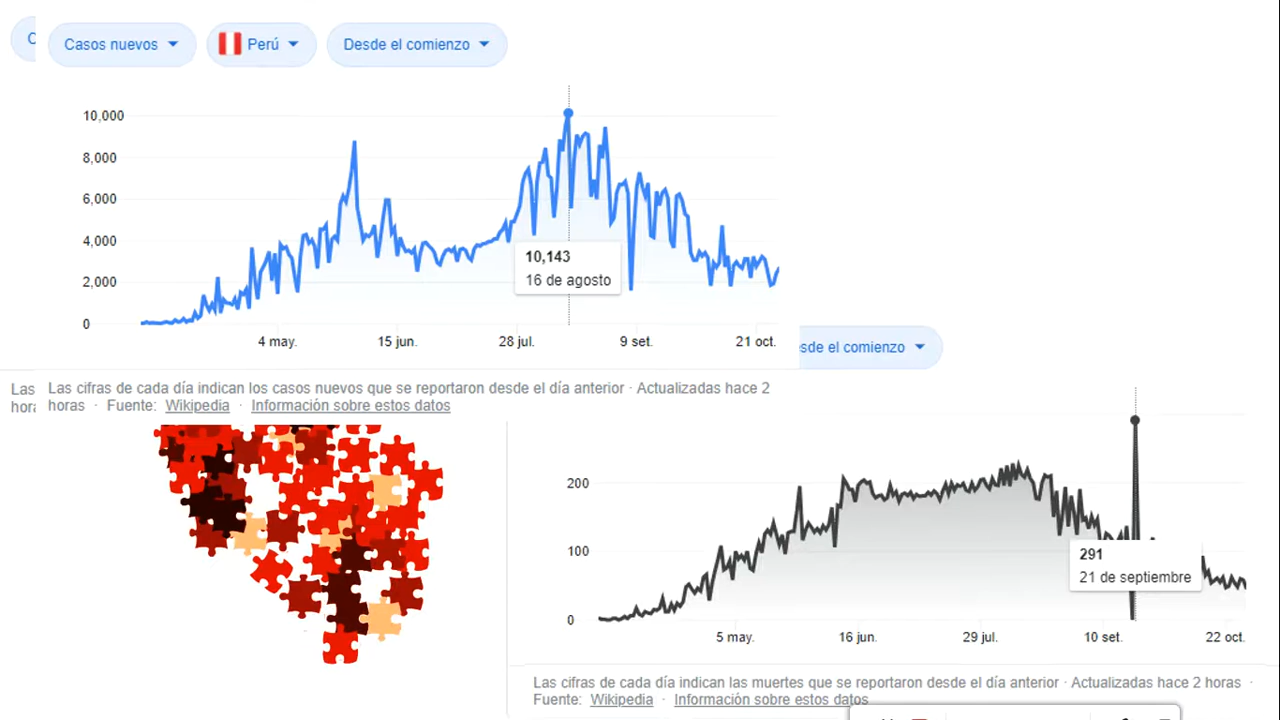 C
Casos nuevos
Perú
Desde el comienzo
10,000
8,000
6,000
4,000
2,000
0
10,143
16 de agosto
4 may.
15 jun.
28 jul.
9 set.
21 oct.
Las
hora
Las cifras de cada día indican los casos nuevos que se reportaron desde el día anterior · Actualizadas hace 2
horas · Fuente: Wikipedia · Información sobre estos datos
sde el comienzo
200
100
0
291
21 de septiembre
5 may.
16 jun.
29 jul.
10 set.
22 oct.
Las cifras de cada día indican las muertes que se reportaron desde el día anterior · Actualizadas hace 2 horas ·
Fuente: Wikipedia · Información sobre estos datos